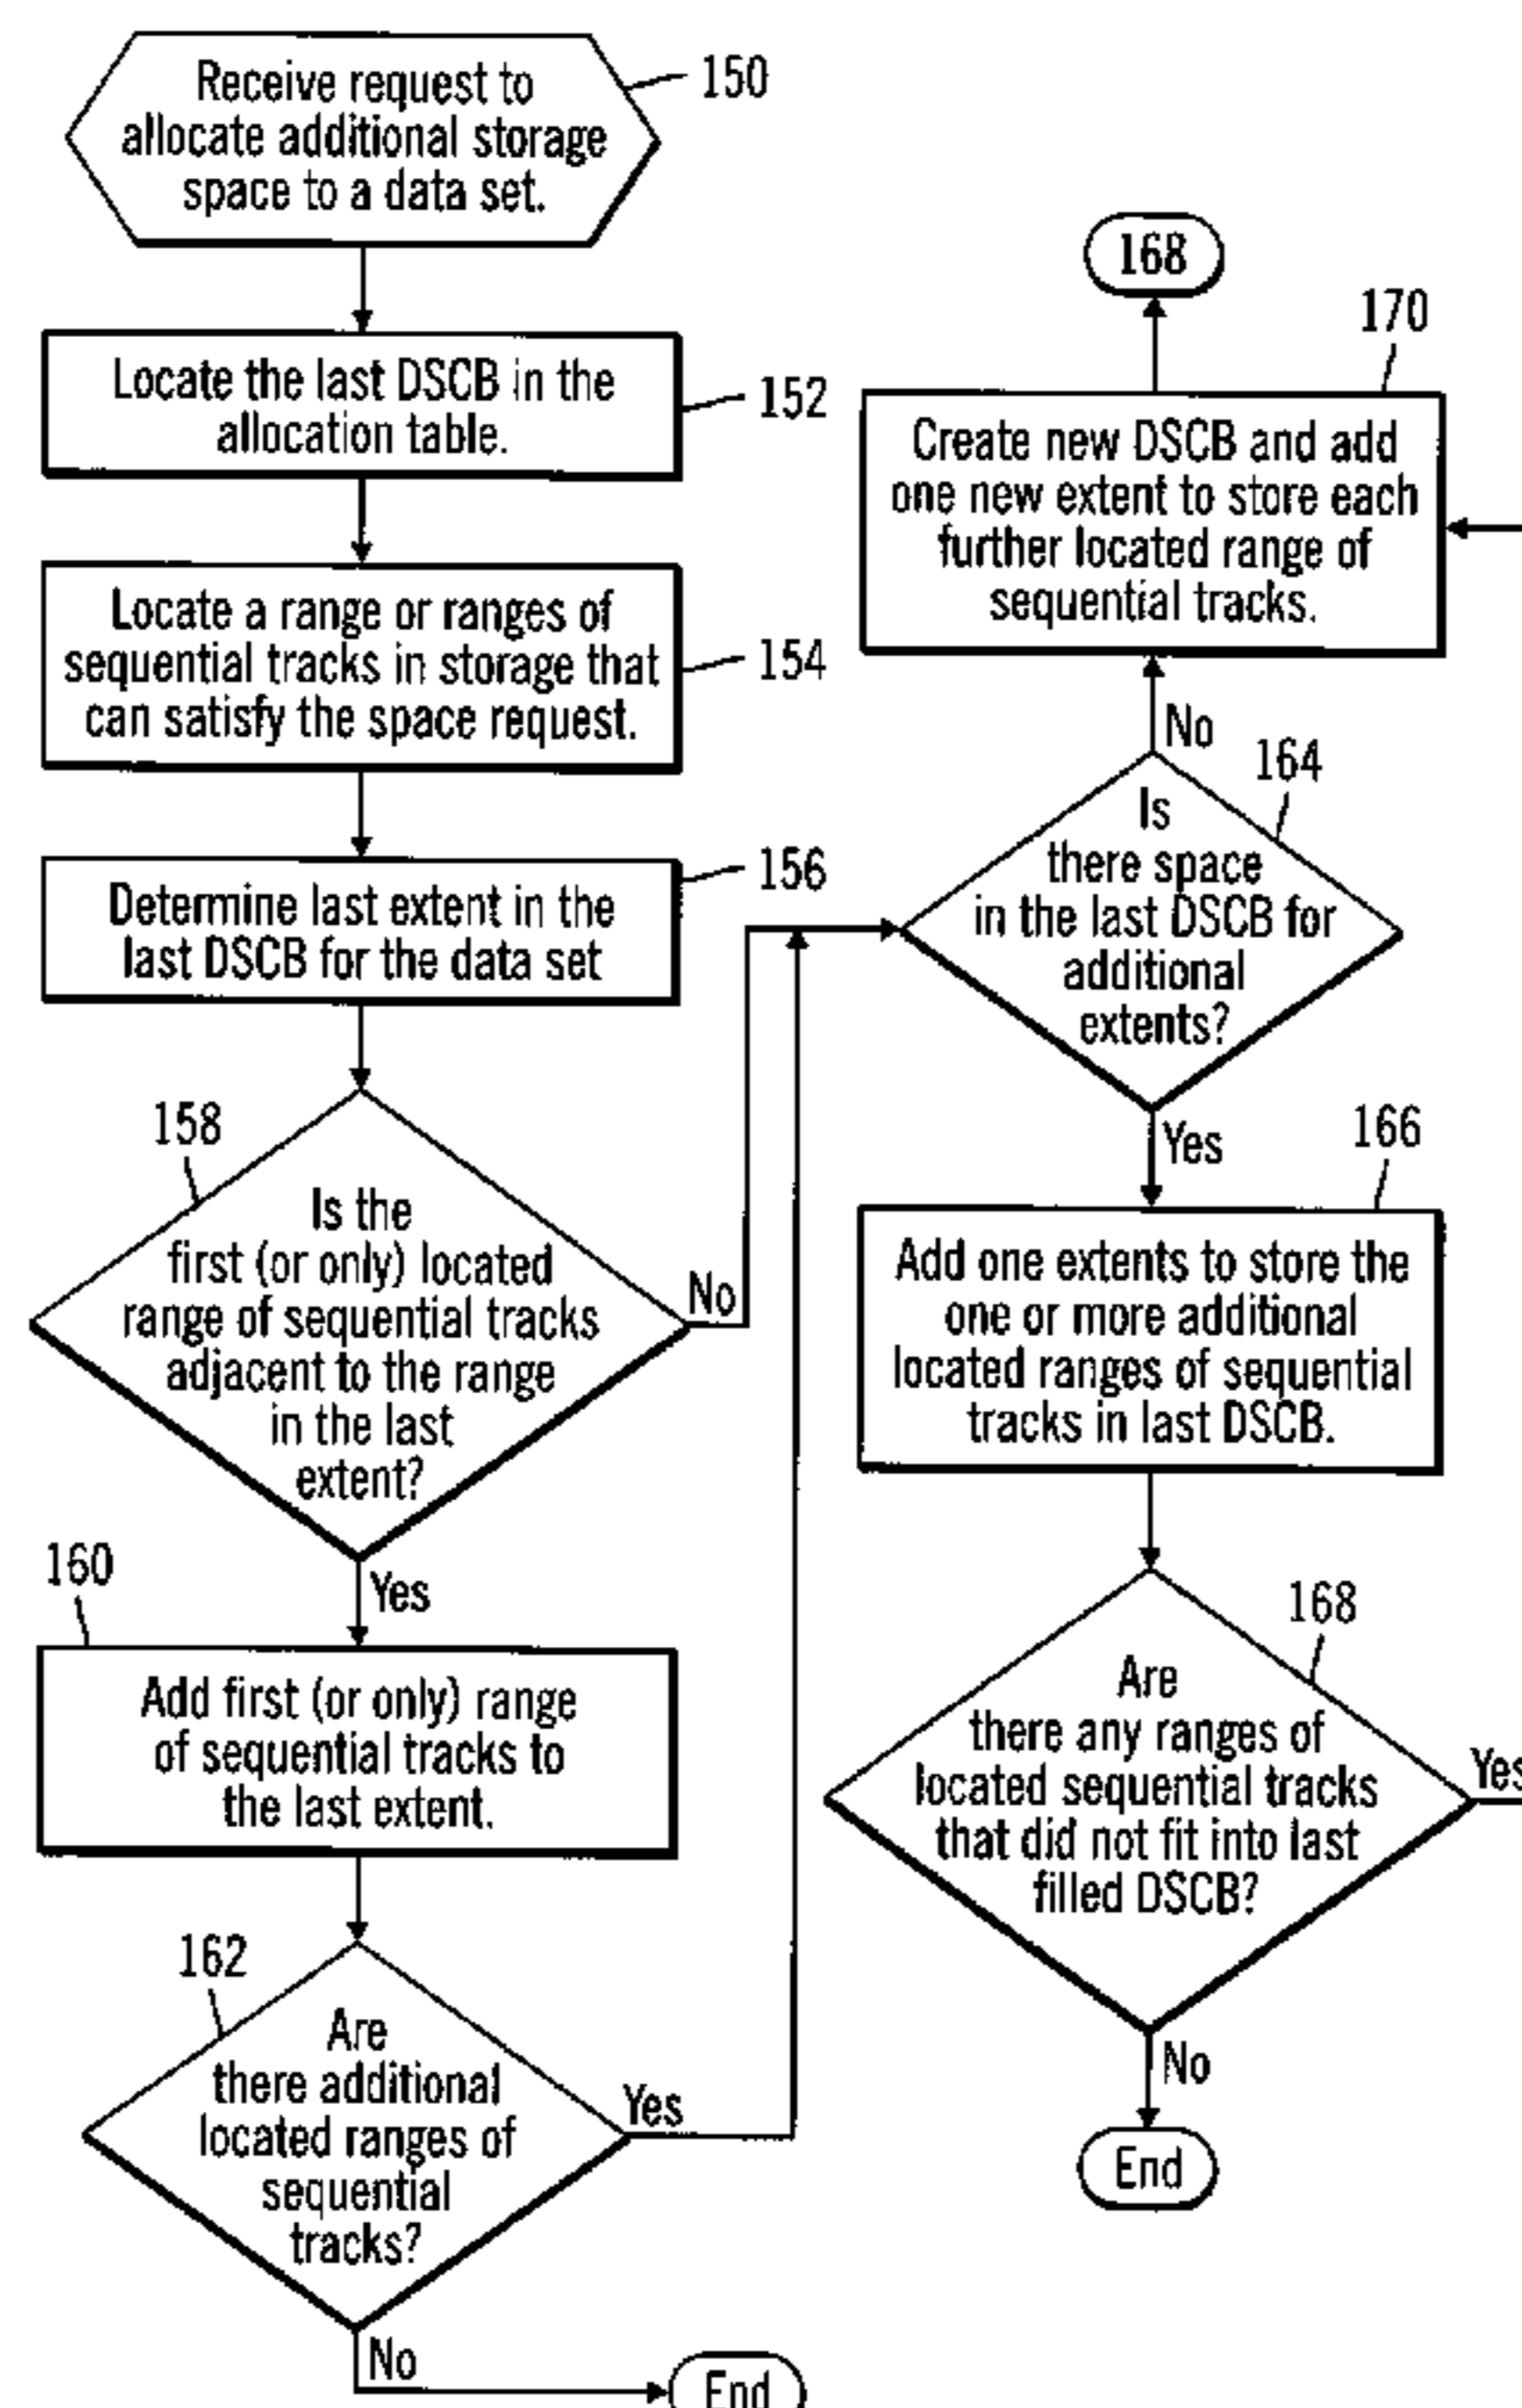 Receive request to
allocate additional storage
space to a data set.
150
Locate the last DSCB in the
allocation table.
152
Locate a range or ranges of
sequential tracks in storage that
can satisfy the space request.
154
Determine last extent in the
last DSCB for the data set
156
158
Is the
first (or only) located
range of sequential tracks
adjacent to the range
in the last
extent?
No
Yes
160
Add first (or only) range
of sequential tracks to
the last extent.
162
Are
there additional
located ranges of
sequential
tracks?
Yes
No
End
168
170
Create new DSCB and add
one new extent to store each
further located range of
sequential tracks.
No
164
Is
there space
in the last DSCB for
additional
extents?
Yes
166
Add one extents to store the
one or more additional
located ranges of sequential
tracks in last DSCB.
168
Are
there any ranges of
located sequential tracks
that did not fit into last
filled DSCB?
Yes
No
End